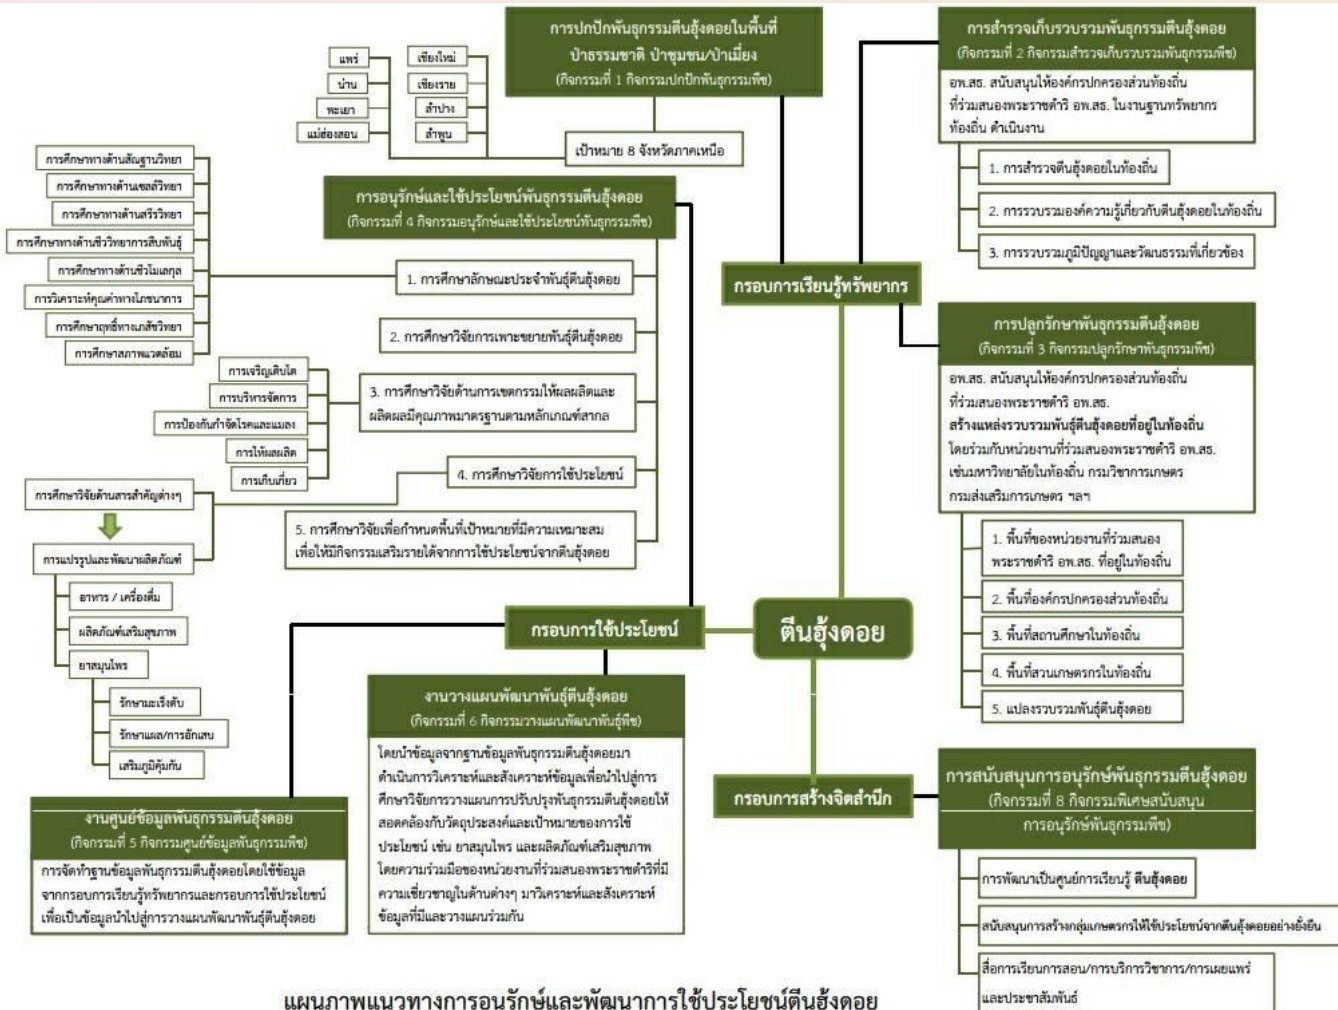 การปกปักพันธุกรรมตีนฮุ้งดอยในพื้นที่
ป่าธรรมชาติ ป่าชุมชน/ป่าเมี่ยง
(กิจกรรมที่ 1 กิจกรรมปกปักพันธุกรรมพืช)
เป้าหมาย 8 จังหวัดภาคเหนือ
แพร่
น่าน
พะเยา
แม่ฮ่องสอน
เชียงใหม่
เชียงราย
ลำปาง
ลำพูน
การสำรวจเก็บรวบรวมพันธุกรรมตีนฮุ้งดอย
(กิจกรรมที่ 2 กิจกรรมสำรวจเก็บรวบรวมพันธุกรรมพืช)
อพ.สธ. สนับสนุนให้องค์กรปกครองส่วนท้องถิ่น
ที่ร่วมสนองพระราชดำริ อพ.สธ. ในงานฐานทรัพยากร
ท้องถิ่น ดำเนินงาน
1. การสำรวจตีนฮุ้งดอยในท้องถิ่น
2. การรวบรวมองค์ความรู้เกี่ยวกับตีนฮุ้งดอยในท้องถิ่น
3. การรวบรวมภูมิปัญญาและวัฒนธรรมที่เกี่ยวข้อง
กรอบการเรียนรู้ทรัพยากร
การปลูกรักษาพันธุกรรมตีนฮุ้งดอย
(กิจกรรมที่ 3 กิจกรรมปลูกรักษาพันธุกรรมพืช)
อพ.สธ. สนับสนุนให้องค์กรปกครองส่วนท้องถิ่น
ที่ร่วมสนองพระราชดำริ อพ.สธ.
สร้างแหล่งรวบรวมพันธุ์ตีนฮุ้งดอยที่อยู่ในท้องถิ่น
โดยร่วมกับหน่วยงานที่ร่วมสนองพระราชดำริ อพ.สธ.
เช่นมหาวิทยาลัยในท้องถิ่น กรมวิชาการเกษตร
กรมส่งเสริมการเกษตร ฯลฯ
1. พื้นที่ของหน่วยงานที่ร่วมสนอง
พระราชดำริ อพ.สธ. ที่อยู่ในท้องถิ่น
2. พื้นที่องค์กรปกครองส่วนท้องถิ่น
3. พื้นที่สถานศึกษาในท้องถิ่น
4. พื้นที่สวนเกษตรกรในท้องถิ่น
5. แปลงรวบรวมพันธุ์ตีนฮุ้งดอย
การอนุรักษ์และใช้ประโยชน์พันธุกรรมตีนฮุ้งดอย
(กิจกรรมที่ 4 กิจกรรมอนุรักษ์และใช้ประโยชน์พันธุกรรมพืช)
1. การศึกษาลักษณะประจำพันธุ์ตีนฮุ้งดอย
การศึกษาทางด้านสัณฐานวิทยา
การศึกษาทางด้านเซลล์วิทยา
การศึกษาทางด้านสรีรวิทยา
การศึกษาทางด้านชีววิทยาการสืบพันธุ์
การศึกษาทางด้านชีวโมเลกุล
การวิเคราะห์คุณค่าทางโภชนาการ
การศึกษาฤทธิ์ทางเภสัชวิทยา
การศึกษาสภาพแวดล้อม
2. การศึกษาวิจัยการเพาะขยายพันธุ์ตีนฮุ้งดอย
3. การศึกษาวิจัยด้านการเขตกรรมให้ผลผลิตและ
ผลิตผลมีคุณภาพมาตรฐานตามหลักเกณฑ์สากล
การเจริญเติบโต
การบริหารจัดการ
การป้องกันกำจัดโรคและแมลง
การให้ผลผลิต
การเก็บเกี่ยว
4. การศึกษาวิจัยการใช้ประโยชน์
การศึกษาวิจัยด้านสารสำคัญต่างๆ
การแปรรูปและพัฒนาผลิตภัณฑ์
อาหาร / เครื่องดื่ม
ผลิตภัณฑ์เสริมสุขภาพ
ยาสมุนไพร
รักษามะเร็งตับ
รักษาแผล/การอักเสบ
เสริมภูมิคุ้มกัน
5. การศึกษาวิจัยเพื่อกำหนดพื้นที่เป้าหมายที่มีความเหมาะสม
เพื่อให้มีกิจกรรมเสริมรายได้จากการใช้ประโยชน์จากตีนฮุ้งดอย
กรอบการใช้ประโยชน์
ตีนฮุ้งดอย
งานวางแผนพัฒนาพันธุ์ตีนฮุ้งดอย
(กิจกรรมที่ 6 กิจกรรมวางแผนพัฒนาพันธุ์พืช)
โดยนำข้อมูลจากฐานข้อมูลพันธุกรรมตีนฮุ้งดอยมา
ดำเนินการวิเคราะห์และสังเคราะห์ข้อมูลเพื่อนำไปสู่การ
ศึกษาวิจัยการวางแผนการปรับปรุงพันธุกรรมตีนฮุ้งดอยให้
สอดคล้องกับวัตถุประสงค์และเป้าหมายของการใช้
ประโยชน์ เช่น ยาสมุนไพร และผลิตภัณฑ์เสริมสุขภาพ
โดยความร่วมมือของหน่วยงานที่ร่วมสนองพระราชดำริที่มี
ความเชี่ยวชาญในด้านต่างๆ มาวิเคราะห์และสังเคราะห์
ข้อมูลที่มีและวางแผนร่วมกัน
งานศูนย์ข้อมูลพันธุกรรมตีนฮุ้งดอย
(กิจกรรมที่ 5 กิจกรรมศูนย์ข้อมูลพันธุกรรมพืช)
การจัดทำฐานข้อมูลพันธุกรรมตีนฮุ้งดอยโดยใช้ข้อมูล
จากกรอบการเรียนรู้ทรัพยากรและกรอบการใช้ประโยชน์
เพื่อเป็นข้อมูลนำไปสู่การวางแผนพัฒนาพันธุ์ตีนฮุ้งดอย
กรอบการสร้างจิตสำนึก
การสนับสนุนการอนุรักษ์พันธุกรรมตีนฮุ้งดอย
(กิจกรรมที่ 8 กิจกรรมพิเศษสนับสนุน
การอนุรักษ์พันธุกรรมพืช)
การพัฒนาเป็นศูนย์การเรียนรู้ ตีนฮุ้งดอย
สนับสนุนการสร้างกลุ่มเกษตรกรให้ใช้ประโยชน์จากตีนฮุ้งดอยอย่างยั่งยืน
สื่อการเรียนการสอน/การบริการวิชาการ/การเผยแพร่
และประชาสัมพันธ์
แผนภาพแนวทางการอนุรักษ์และพัฒนาการใช้ประโยชน์ตีนฮุ้งดอย